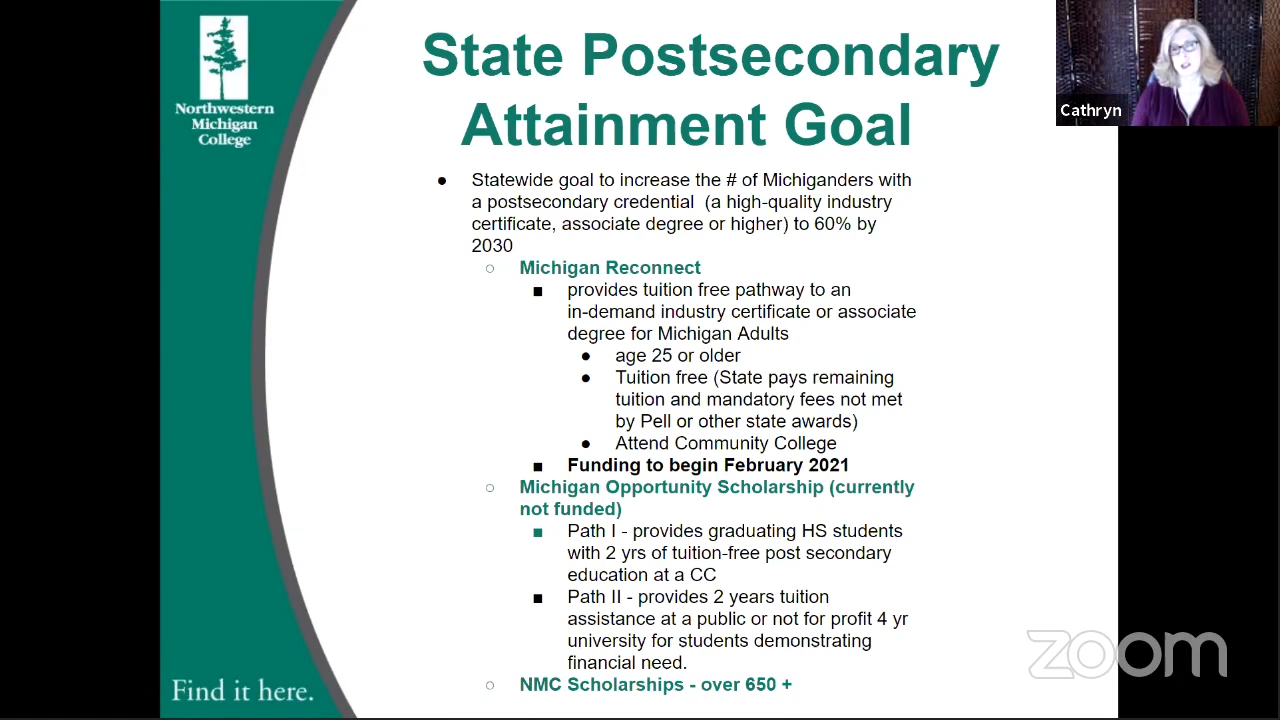 Northwestern
Michigan
College
State Postsecondary
Attainment Goal
Cathryn
● Statewide goal to increase the # of Michiganders with
a postsecondary credential (a high-quality industry
certificate, associate degree or higher) to 60% by
2030
○ Michigan Reconnect
■ provides tuition free pathway to an
in-demand industry certificate or associate
degree for Michigan Adults
● age 25 or older
● Tuition free (State pays remaining
tuition and mandatory fees not met
by Pell or other state awards)
● Attend Community College
■ Funding to begin February 2021
○ Michigan Opportunity Scholarship (currently
not funded)
■ Path I - provides graduating HS students
with 2 yrs of tuition-free post secondary
education at a CC
■ Path II - provides 2 years tuition
assistance at a public or not for profit 4 yr
university for students demonstrating
financial need.
○ NMC Scholarships - over 650 +
Find it here.
zoom